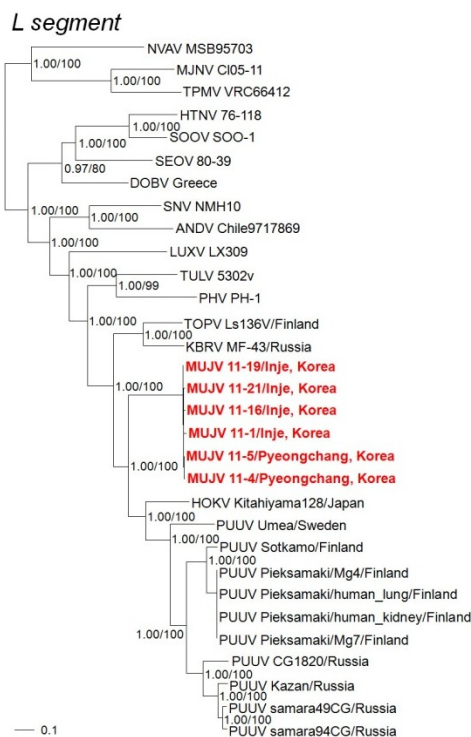 L segment
NVAV MSB95703
1.00/100
MJNV Cl05-11
1.00/100
TPMV VRC66412
HTNV 76-118
1.00/100
SOOV SOO-1
1.00/100
SEOV 80-39
0.97/80
DOBV Greece
SNV NMH10
1.00/100
1.00/100
ANDV Chile9717869
1.00/100
LUXV LX309
TULV 5302v
1.00/100
1.00/99
PHV PH-1
TOPV Ls136V/Finland
1.00/100
1.00/100
KBRV MF-43/Russia
MUJV 11-19/Inje, Korea
1.00/100
MUJV 11-21/Inje, Korea
MUJV 11-16/Inje, Korea
MUJV 11-1/Inje, Korea
MUJV 11-5/Pyeongchang, Korea
1.00/100
MUJV 11-4/Pyeongchang, Korea
HOKV Kitahiyama128/Japan
1.00/100
PUUV Umea/Sweden
1.00/100
PUUV Sotkamo/Finland
1.00/100
PUUV Pieksamaki/Mg4/Finland
1.00/100
PUUV Pieksamaki/human_lung/Finland
PUUV Pieksamaki/human_kidney/Finland
1.00/100
PUUV Pieksamaki/Mg7/Finland
PUUV CG1820/Russia
1.00/100
PUUV Kazan/Russia
1.00/100
PUUV samara49CG/Russia
1.00/100
PUUV samara94CG/Russia
0.1